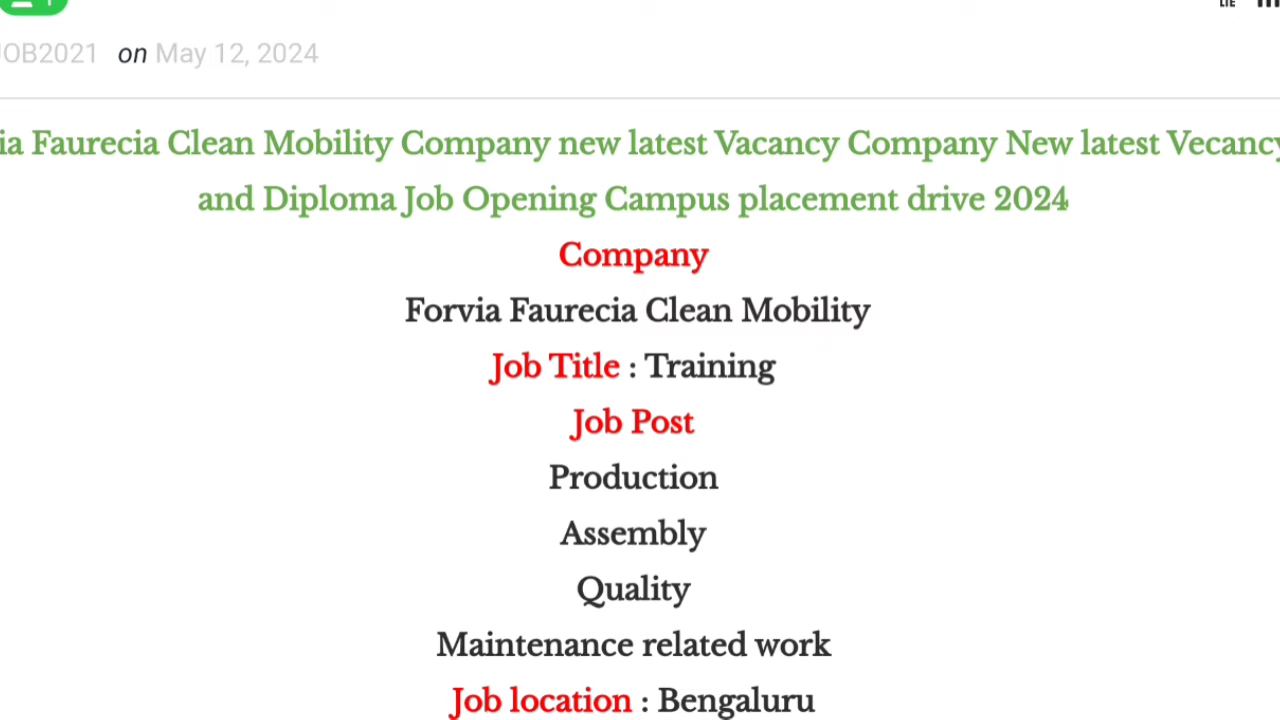 JOB2021 on May 12, 2024
ia Faurecia Clean Mobility Company new latest Vacancy Company New latest Vecancy
and Diploma Job Opening Campus placement drive 2024
Company
Forvia Faurecia Clean Mobility
Job Title : Training
Job Post
Production
Assembly
Quality
Maintenance related work
Job location : Bengaluru